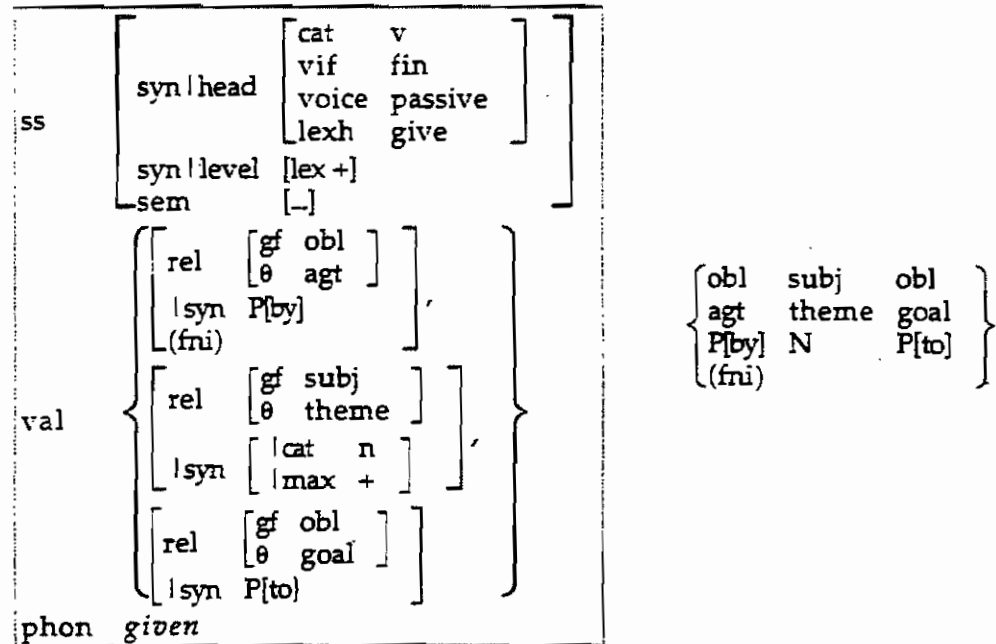 cat v
vif fin
syn|head voice passive
ss lexh give
syn|level [lex +]
sem [--]
rel gf obl
θ agt
|syn P[by]
(fni)
val rel gf subj
θ theme
|syn |cat n
|max +
rel gf obl
θ goal
|syn P[to}
phon given
obl subj obl
agt theme goal
P[by] N P[to]
(fni)